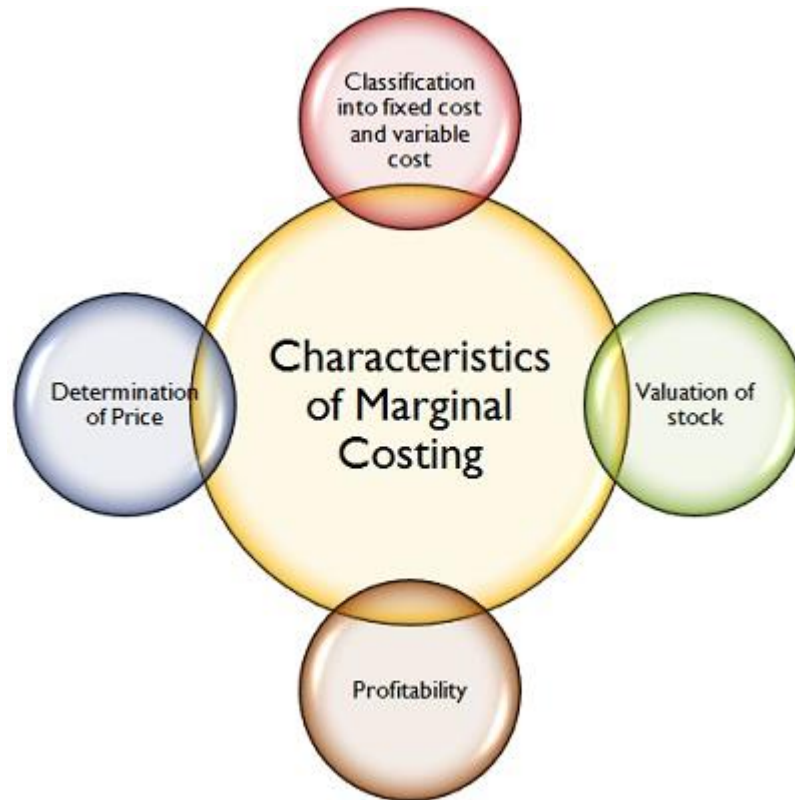 Classification
into fixed cost
and variable
cost
Characteristics
of Marginal
Costing
Determination
of Price
Valuation of
stock
Profitability